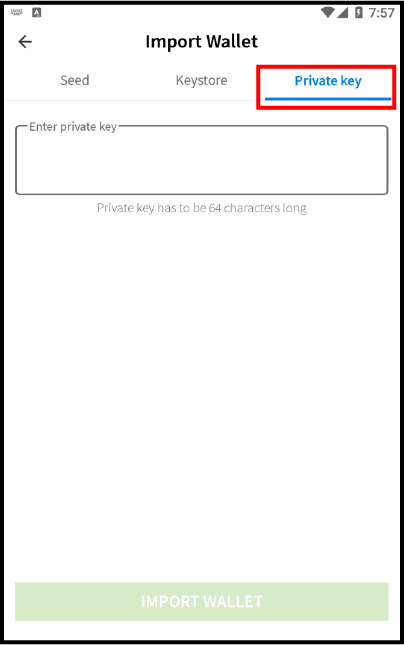 7:57
Import Wallet
Seed Keystore Private key
Enter private key
Private key has to be 64 characters long
IMPORT WALLET